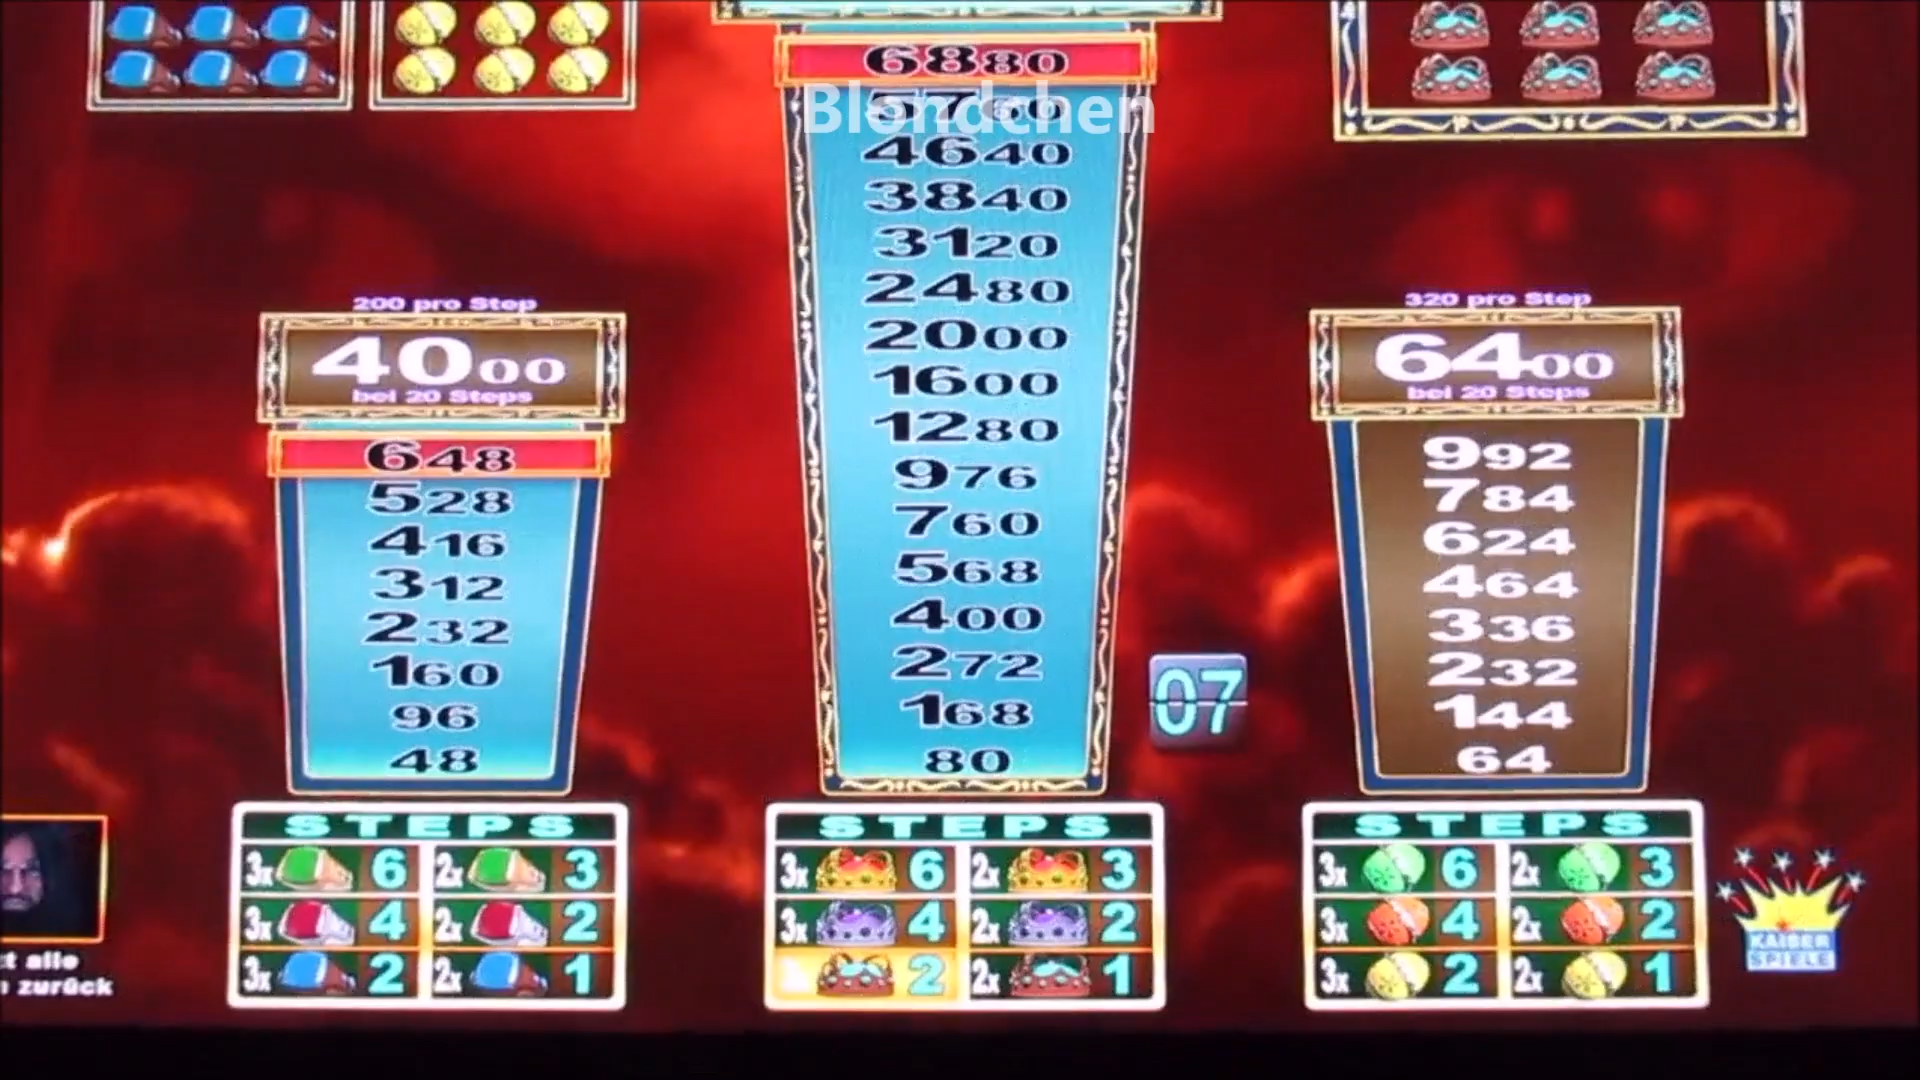 6880
Blondchen
5760
4640
3840
3120
2480
2000
1600
1280
976
760
568
400
272
168
80
200 pro Step
4000
bei 20 Steps
648
528
416
312
232
160
96
48
320 pro Step
6400
bei 20 Steps
992
784
624
464
336
232
144
64
07
STEPS
3x 6 2x 3
3x 4 2x 2
3x 2 2x 1
STEPS
3x 6 2x 3
3x 4 2x 2
2 2x 1
STEPS
3x 6 2x 3
3x 4 2x 2
3x 2 2x 1
KAISER
SPIELE
t alle
zurück